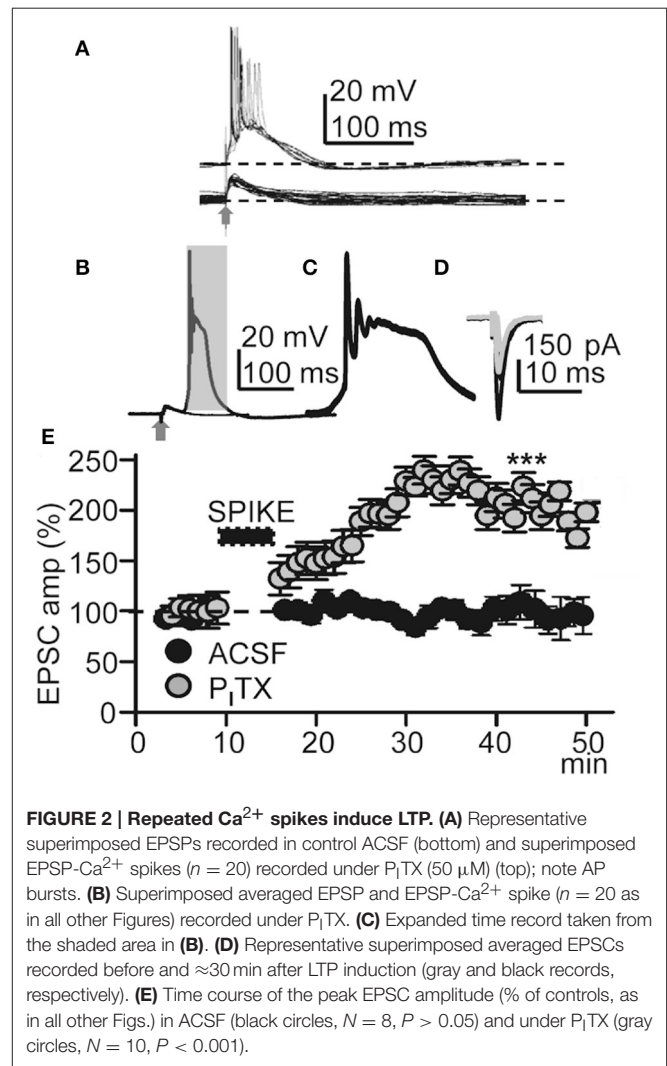 A
20 mV
100 ms
B
C
D
20 mV
100 ms
150 pA
10 ms
E
EPSC amp (%)
250
200
150
100
50
0
SPIKE
***
ACSF
PITX
0
10
20
30
40
50
min
FIGURE 2 | Repeated Ca2+ spikes induce LTP. (A) Representative
superimposed EPSPs recorded in control ACSF (bottom) and superimposed
EPSP-Ca2+ spikes (n = 20) recorded under PITX (50 μM) (top); note AP
bursts. (B) Superimposed averaged EPSP and EPSP-Ca2+ spike (n = 20 as
in all other Figures) recorded under PITX. (C) Expanded time record taken from
the shaded area in (B). (D) Representative superimposed averaged EPSCs
recorded before and ≈30 min after LTP induction (gray and black records,
respectively). (E) Time course of the peak EPSC amplitude (% of controls, as
in all other Figs.) in ACSF (black circles, N = 8, P > 0.05) and under PITX (gray
circles, N = 10, P < 0.001).